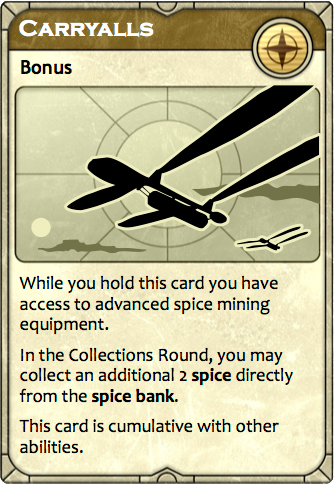 CARRYALLS
Bonus
While you hold this card you have
access to advanced spice mining
equipment.
In the Collections Round, you may
collect an additional 2 spice directly
from the spice bank.
This card is cumulative with other
abilities.